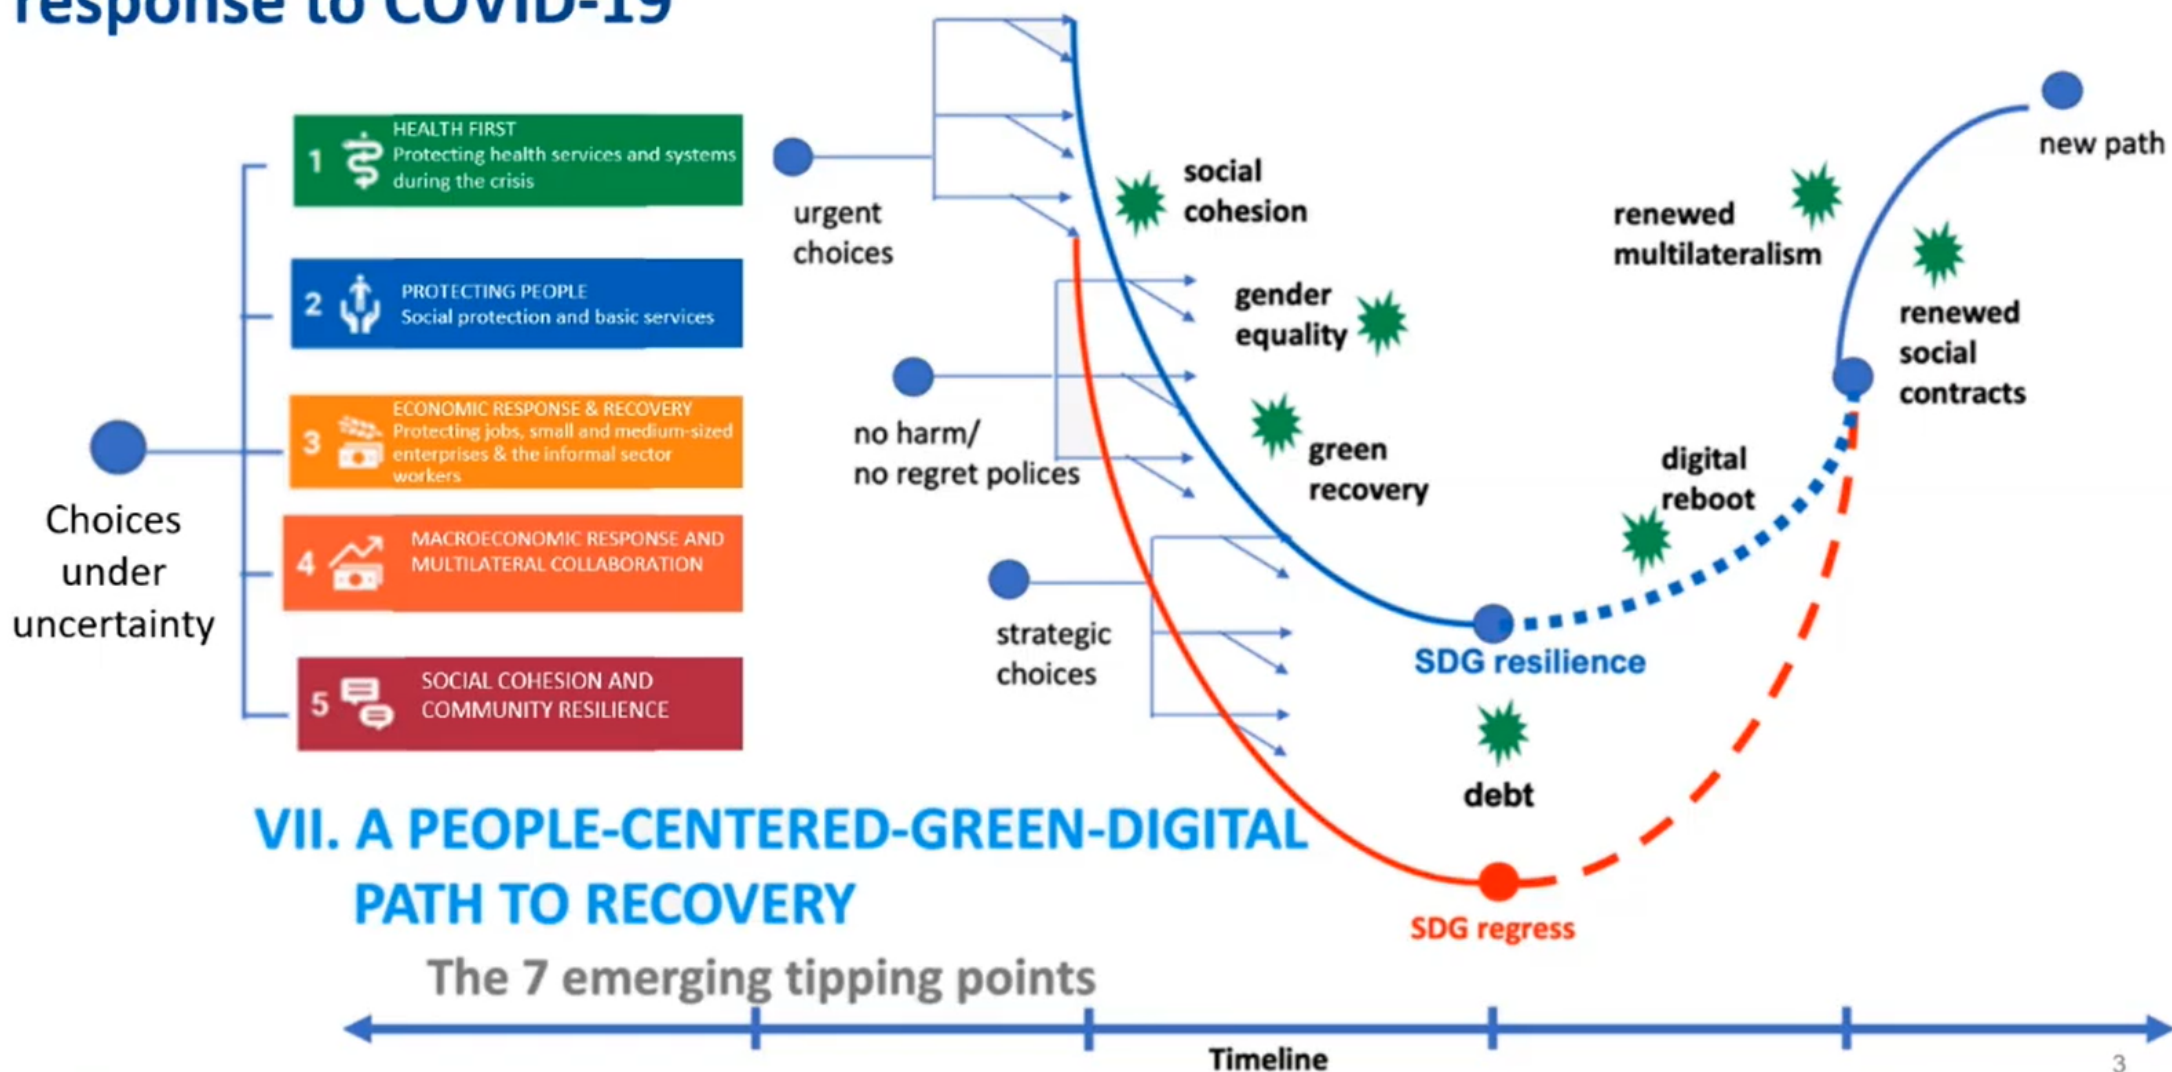 response to COVID-19
1
HEALTH FIRST
Protecting health services and systems
during the crisis
2
PROTECTING PEOPLE
Social protection and basic services
3
ECONOMIC RESPONSE & RECOVERY
Protecting jobs, small and medium-sized
enterprises & the informal sector
workers
4
MACROECONOMIC RESPONSE AND
MULTILATERAL COLLABORATION
5
SOCIAL COHESION AND
COMMUNITY RESILIENCE
Choices
under
uncertainty
urgent
choices
no harm/
no regret polices
strategic
choices
social
cohesion
gender
equality
green
recovery
SDG resilience
debt
SDG regress
digital
reboot
renewed
multilateralism
renewed
social
contracts
new path
VII. A PEOPLE-CENTERED-GREEN-DIGITAL
PATH TO RECOVERY
The 7 emerging tipping points
Timeline
3